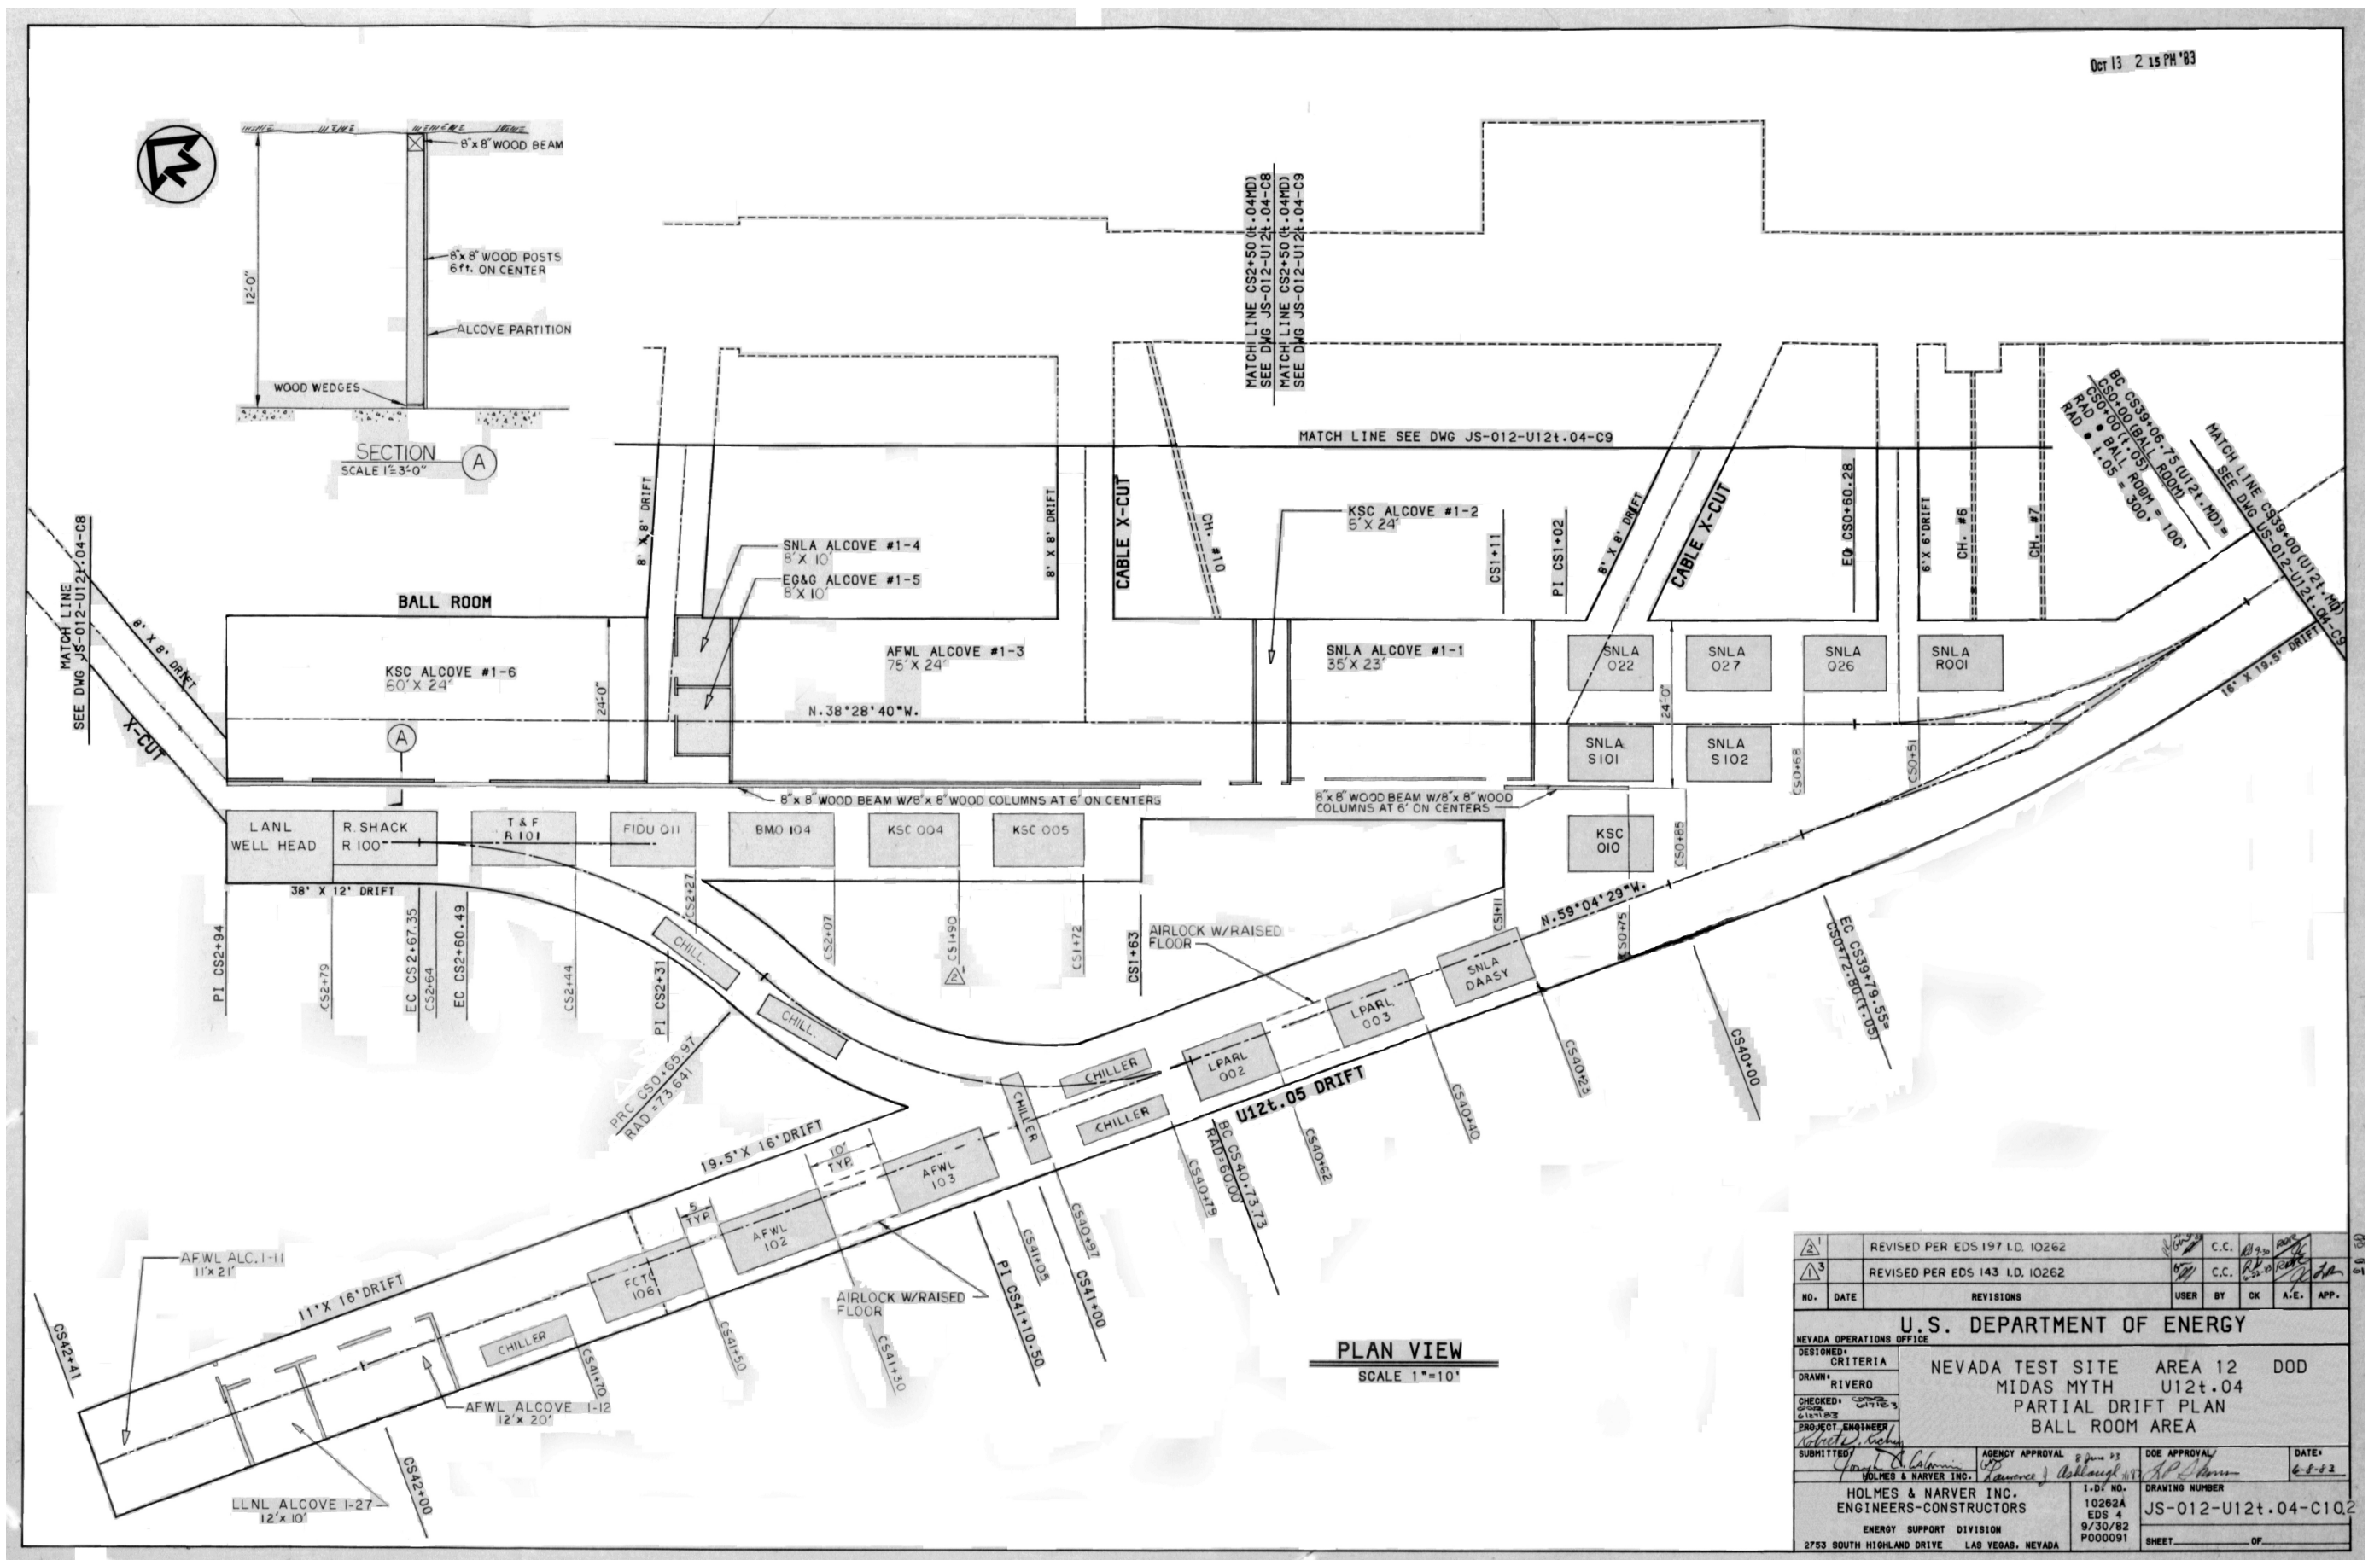 OCT 13 2 15 PM '83
8"x8" WOOD BEAM
8"x8" WOOD POSTS
6ft. ON CENTER
12'-0"
ALCOVE PARTITION
WOOD WEDGES
SECTION
SCALE 1"=3'-0"
A
MATCH LINE CS2+50 (t.04MD)
SEE DWG JS-012-U12t.04-C8
MATCH LINE CS2+50 (t.04MD)
SEE DWG JS-012-U12t.04-C9
MATCH LINE SEE DWG JS-012-U12t.04-C9
BC CS39+06.75 (U12t.MD)=
CS0+00 (BALL ROOM)
CS0+00 (t.05)
RAD • BALL ROOM = 100'
RAD • t.05 = 300'
MATCH LINE CS39+00 (U12t.MD)
SEE DWG US-012-U12t.04-C9
MATCH LINE
SEE DWG JS-012-U12t.04-C8
8' X 8' DRIFT
X-CUT
BALL ROOM
KSC ALCOVE #1-6
60' X 24'
24'-0"
8' X 8' DRIFT
SNLA ALCOVE #1-4
8' X 10'
EG&G ALCOVE #1-5
8' X 10'
AFWL ALCOVE #1-3
75' X 24'
N.38°28'40"W.
8' X 8' DRIFT
CABLE X-CUT
CH. #10
KSC ALCOVE #1-2
5' X 24'
SNLA ALCOVE #1-1
35' X 23'
CS1+11
PI CS1+02
8' X 8' DRIFT
CABLE X-CUT
EC CS0+60.28
6'X 6'DRIFT
CH. #6
CH. #7
16' X 19.5' DRIFT
SNLA
022
SNLA
027
SNLA
026
SNLA
R001
24'-0"
SNLA
S101
SNLA
S102
CS0+68
CS0+51
A
8"x 8" WOOD BEAM W/8"x 8" WOOD COLUMNS AT 6' ON CENTERS
8"x8" WOOD BEAM W/8"x 8" WOOD
COLUMNS AT 6' ON CENTERS
LANL
WELL HEAD
R. SHACK
R 100
T & F
R 101
FIDU 011
BMO 104
KSC 004
KSC 005
KSC
010
CS0+85
38' X 12' DRIFT
PI CS2+94
CS2+79
EC CS2+67.35
CS2+64
EC CS2+60.49
CS2+44
PI CS2+31
CS2+27
CS2+07
CS1+90
2
CS1+72
CS1+63
AIRLOCK W/RAISED
FLOOR
CS1+11
N.59°04'29"W.
CS0+75
EC CS39+79.55=
CS0+72.80 (t.05)
CHILL.
CHILL.
PRC CS0+65.97
RAD =73.641
CHILLER
CHILLER
CHILLER
LPARL
002
LPARL
003
SNLA
DAASY
CS40+00
CS40+23
CS40+40
U12t.05 DRIFT
CS40+62
BC CS 40+73.73
RAD=60.00
CS40+79
19.5' X 16' DRIFT
10'
TYP.
AFWL
103
5'
TYP.
AFWL
102
FCTC
1061
CS40+97
CS41+00
CS41+05
PI CS41+10.50
AIRLOCK W/RAISED
FLOOR
CS41+30
CS41+50
CHILLER
CS41+70
AFWL ALC. 1-11
11'x 21'
11'X 16' DRIFT
CS42+41
AFWL ALCOVE 1-12
12'x 20'
CS42+00
LLNL ALCOVE 1-27
12'x 10'
PLAN VIEW
SCALE 1"=10'
2 1 REVISED PER EDS 197 I.D. 10262 C.C.
1 3 REVISED PER EDS 143 I.D. 10262 C.C.
NO. DATE REVISIONS USER BY CK A.E. APP.
U.S. DEPARTMENT OF ENERGY
NEVADA OPERATIONS OFFICE
DESIGNED:
CRITERIA
DRAWN:
RIVERO
CHECKED:
PROJECT ENGINEER
NEVADA TEST SITE AREA 12 DOD
MIDAS MYTH U12t.04
PARTIAL DRIFT PLAN
BALL ROOM AREA
SUBMITTED:
HOLMES & NARVER INC.
AGENCY APPROVAL
DOE APPROVAL
DATE:
HOLMES & NARVER INC.
ENGINEERS-CONSTRUCTORS
ENERGY SUPPORT DIVISION
2753 SOUTH HIGHLAND DRIVE LAS VEGAS, NEVADA
I.D. NO.
10262A
EDS 4
9/30/82
P000091
DRAWING NUMBER
JS-012-U12t.04-C10.2
SHEET OF